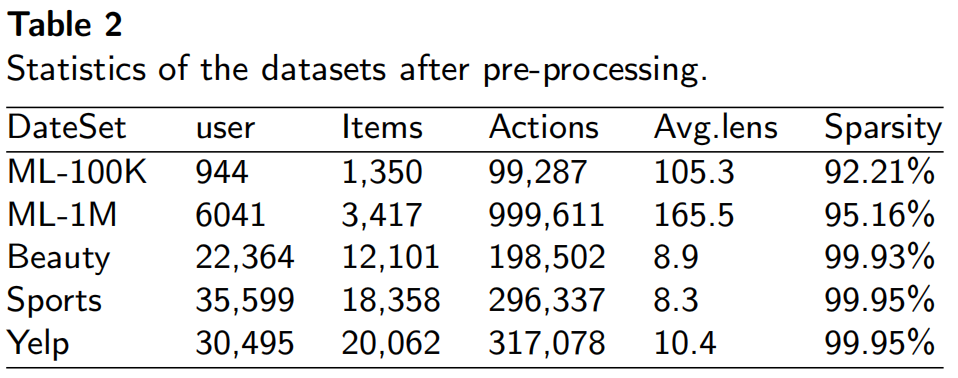 Table 2
Statistics of the datasets after pre-processing.
DateSet user Items Actions Avg.lens Sparsity
ML-100K 944 1,350 99,287 105.3 92.21%
ML-1M 6041 3,417 999,611 165.5 95.16%
Beauty 22,364 12,101 198,502 8.9 99.93%
Sports 35,599 18,358 296,337 8.3 99.95%
Yelp 30,495 20,062 317,078 10.4 99.95%